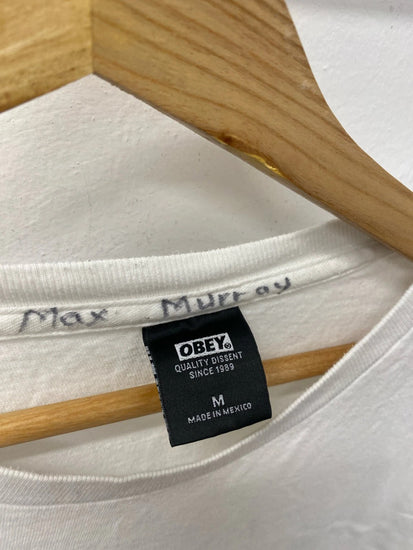 Max Murray
OBEY®
QUALITY DISSENT
SINCE 1989
M
MADE IN MEXICO